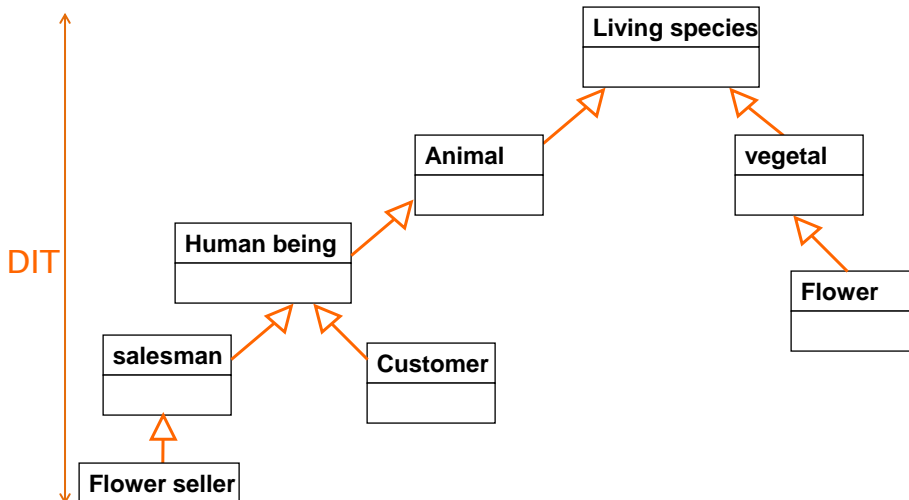 Living species
Animal
vegetal
Human being
DIT
Flower
salesman
Customer
Flower seller